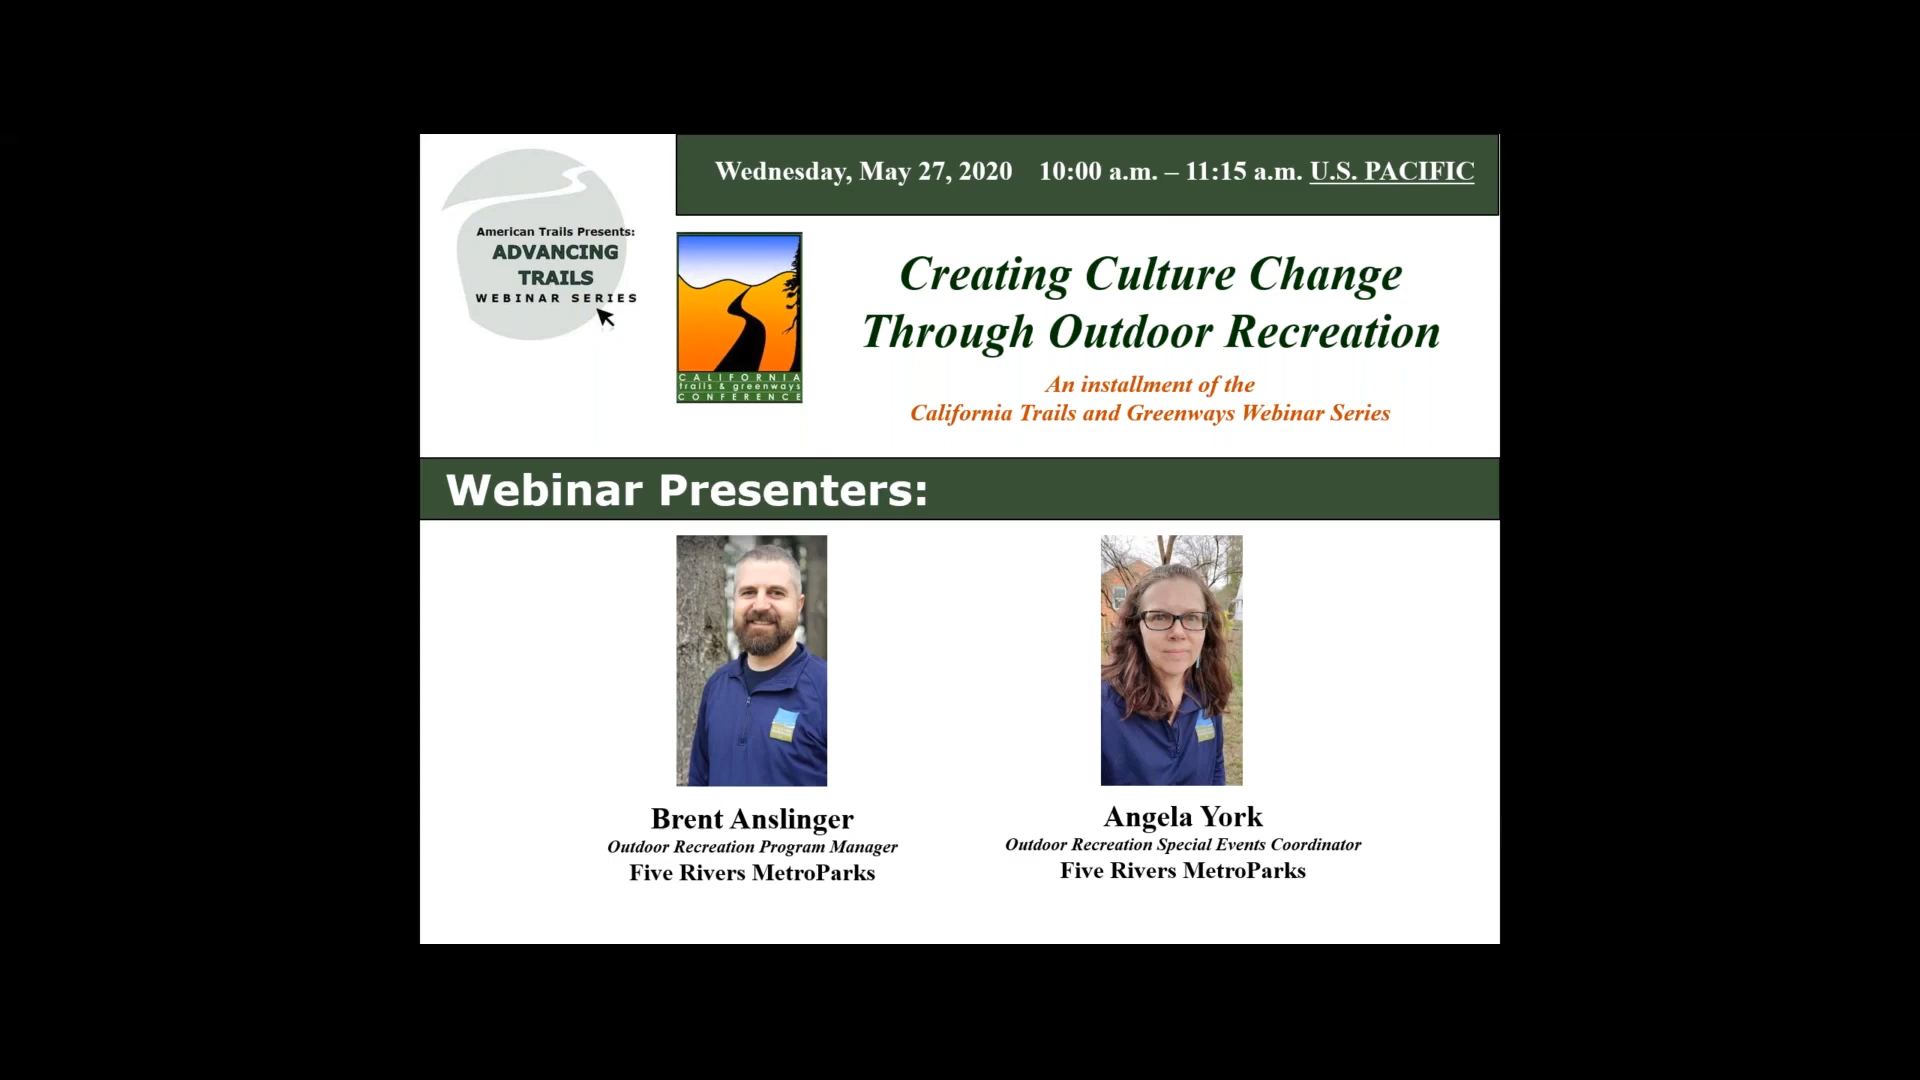 Wednesday, May 27, 2020 10:00 a.m. – 11:15 a.m. U.S. PACIFIC
American Trails Presents:
ADVANCING
TRAILS
WEBINAR SERIES
CALIFORNIA
trails & greenways
CONFERENCE
Creating Culture Change
Through Outdoor Recreation
An installment of the
California Trails and Greenways Webinar Series
Webinar Presenters:
Brent Anslinger
Outdoor Recreation Program Manager
Five Rivers MetroParks
Angela York
Outdoor Recreation Special Events Coordinator
Five Rivers MetroParks